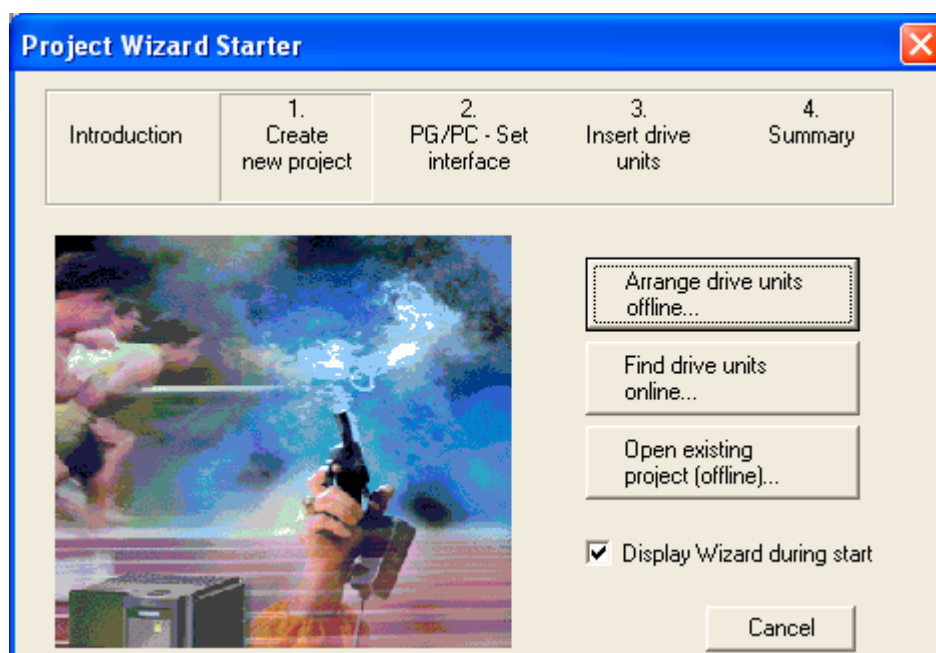 Project Wizard Starter
Introduction
1.
Create
new project
2.
PG/PC - Set
interface
3.
Insert drive
units
4.
Summary
Arrange drive units
offline...
Find drive units
online...
Open existing
project (offline)...
Display Wizard during start
Cancel